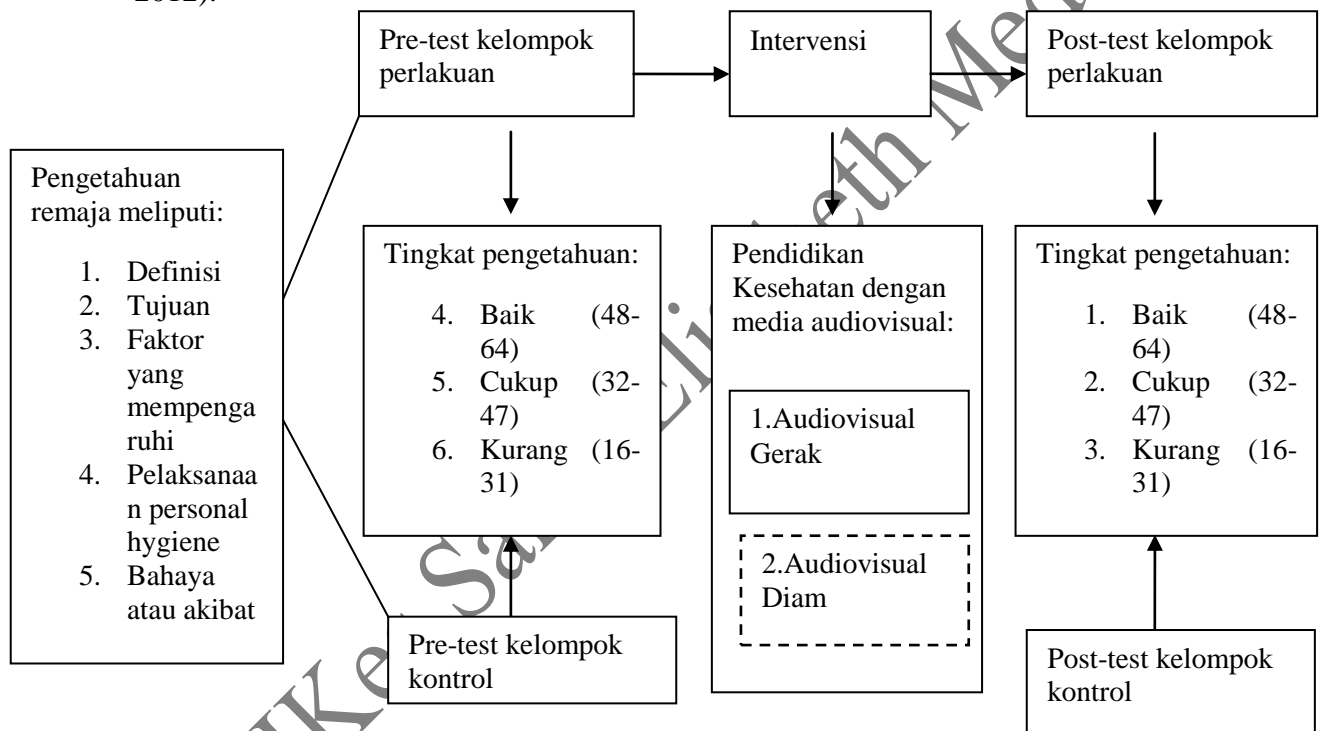 2012).
Pre-test kelompok
perlakuan
Intervensi
Post-test kelompok
perlakuan
Pengetahuan
remaja meliputi:
1. Definisi
2. Tujuan
3. Faktor
yang
mempenga
ruhi
4. Pelaksanaa
n personal
hygiene
5. Bahaya
atau akibat
Tingkat pengetahuan:
4. Baik (48-
64)
5. Cukup (32-
47)
6. Kurang (16-
31)
Pendidikan
Kesehatan dengan
media audiovisual:
1.Audiovisual
Gerak
2.Audiovisual
Diam
Tingkat pengetahuan:
1. Baik (48-
64)
2. Cukup (32-
47)
3. Kurang (16-
31)
Pre-test kelompok
kontrol
Post-test kelompok
kontrol